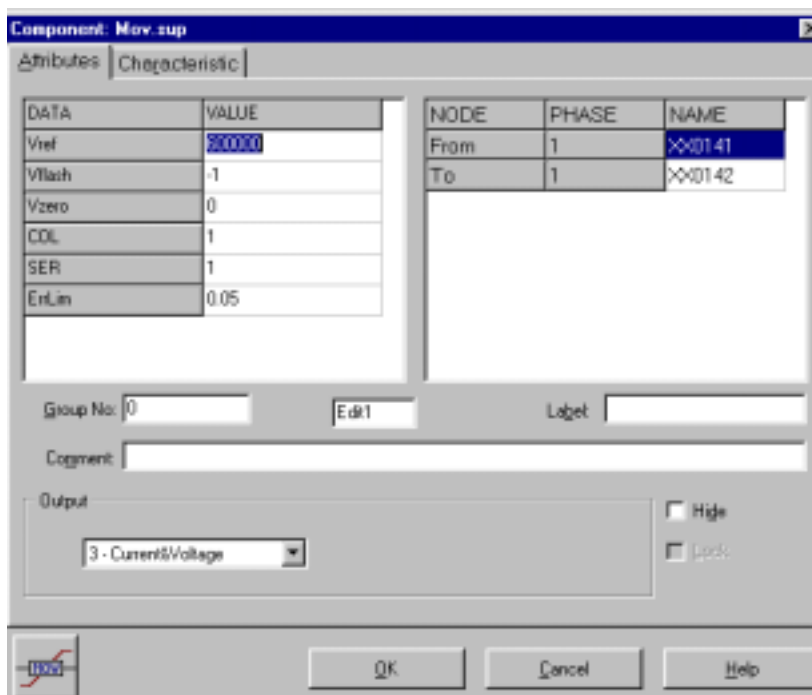 Component: Mov.sup
Attributes Characteristic
DATA VALUE
Vref 600000
Vflash -1
Vzero 0
COL 1
SER 1
ErrLim 0.05
NODE PHASE NAME
From 1 XX0141
To 1 XX0142
Group No: 0 Edit1 Label:
Comment:
Output
3 - Current&Voltage
Hide
Lock
MOV OK Cancel Help